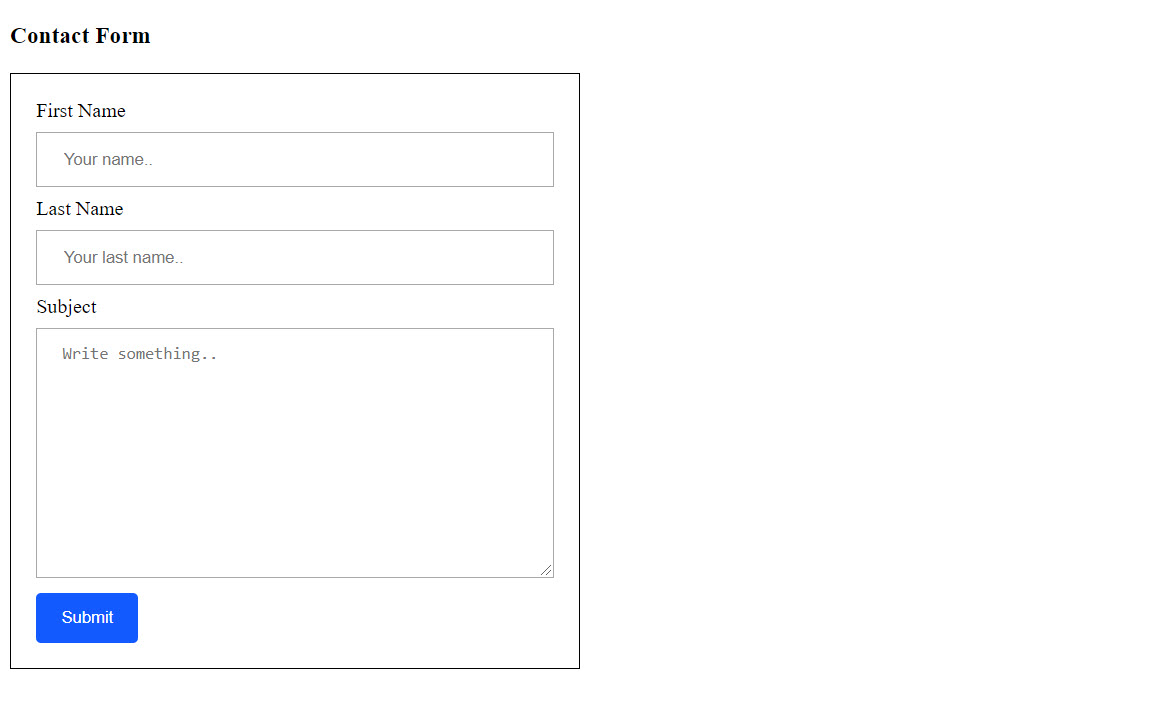 Contact Form
First Name
Your name..
Last Name
Your last name..
Subject
Write something..
Submit